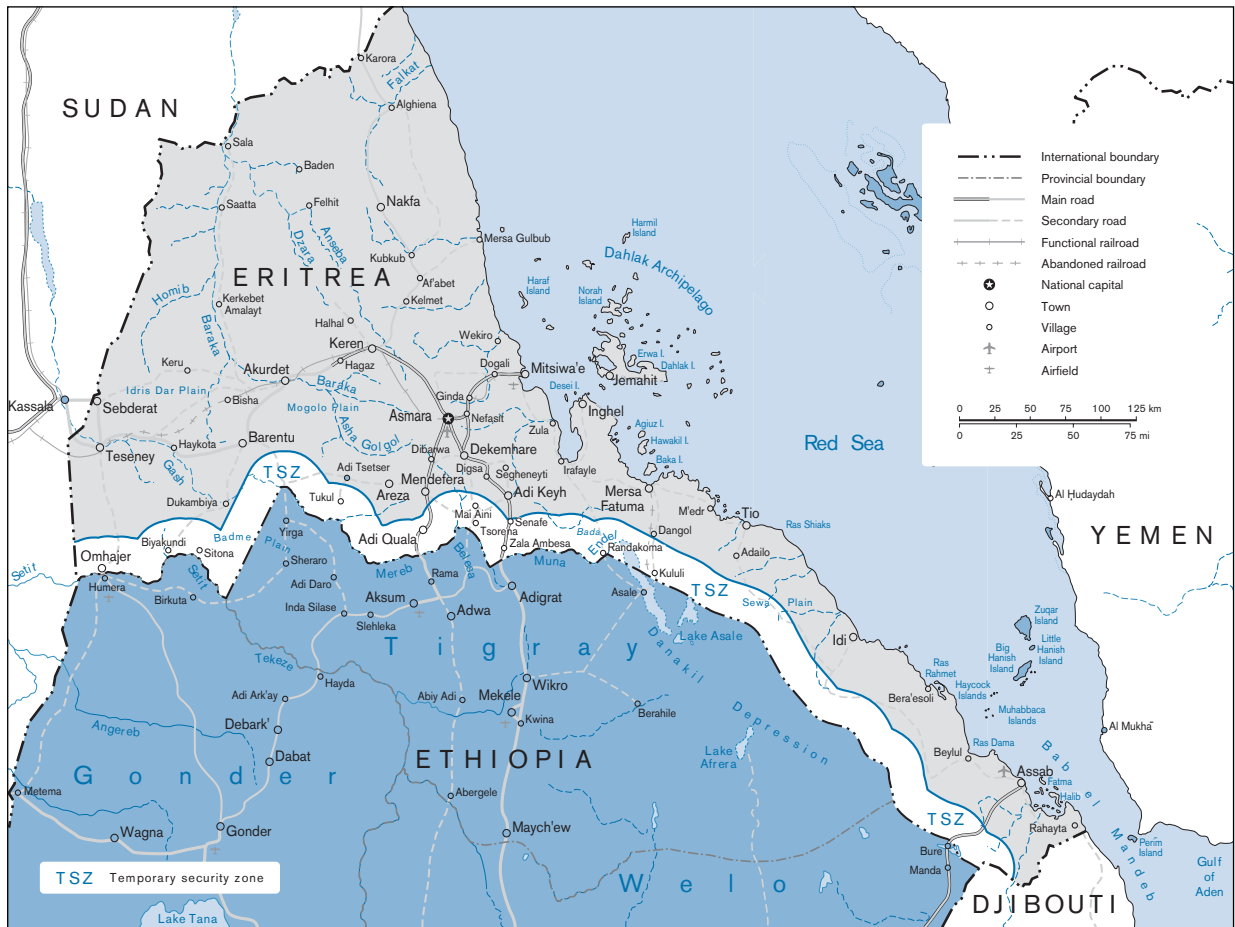 Karora
Falkat
SUDAN
Alghiena
Sala
Baden
Saatta
Felhit
Nakfa
Anseba
Dzara
Mersa Gulbub
Kubkub
ERITREA
Af'abet
Kelmet
Homib
Kerkebet
Amalayt
Baraka
Halhal
Keren
Hagaz
Keru
Akurdet
Idris Dar Plain
Baraka
Bisha
Mogolo Plain
Kassala
Sebderat
Barentu
Haykota
Teseney
Gash
Asha Golgol
Wekiro
Dogali
Mitsiwa'e
Ginda
Asmara
Nefasit
Zula
Dibarwa
Dekemhare
Digsa
Segheneyti
Irafayle
Adi Tsetser
Mendefera
Areza
Adi Keyh
TSZ
Tukul
Dukambiya
Mai Aini
Tsorena
Senafe
Adi Quala
Zala Ambesa
Harmil
Island
Dahlak Archipelago
Haraf
Island
Norah
Island
Erwa I.
Dahlak I.
Jemahit
Desei I.
Inghel
Agiuz I.
Hawakil I.
Baka I.
Red Sea
Mersa
Fatuma
M'edr
Tio
Ras Shiaks
Dangol
Adailo
Bada
Endeli
Randakoma
Kululi
TSZ
Sewa Plain
Idi
Omhajer
Humera
Setit
Biyakundi
Sitona
Badme
Plain
Yirga
Setit
Birkuta
Sheraro
Adi Daro
Inda Silase
Slehleka
Mereb
Rama
Belesa
Muna
Aksum
Adwa
Adigrat
Asale
Lake Asale
Tigray
Danakil
Depression
Tekeze
Hayda
Adi Ark'ay
Abiy Adi
Mekele
Wikro
Kwina
Berahile
Debark'
Angereb
Dabat
ETHIOPIA
Lake
Afrera
Gonder
Metema
Abergele
Wagna
Gonder
Maych'ew
Welo
TSZ Temporary security zone
Lake Tana
Ras
Rahmet
Haycock
Islands
Bera'esoli
Muhabbaca
Islands
Beylul
Ras Dama
Assab
Fatma
Halib
Rahayta
TSZ
Bure
Manda
DJIBOUTI
Bab el Mandeb
Perim
Island
Gulf
of
Aden
Zuqar
Island
Little
Hanish
Island
Big
Hanish
Island
Al Mukha
Al Ḩudaydah
YEMEN
International boundary
Provincial boundary
Main road
Secondary road
Functional railroad
Abandoned railroad
National capital
Town
Village
Airport
Airfield
0 25 50 75 100 125 km
0 25 50 75 mi